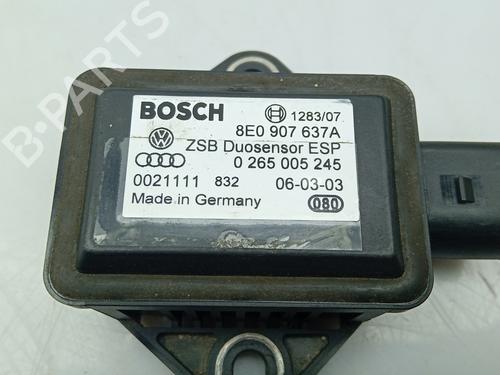 B-PARTS
BOSCH 1283/07
8E0 907 637A
ZSB Duosensor ESP
0 265 005 245
0021111 832 06-03-03
Made in Germany 080